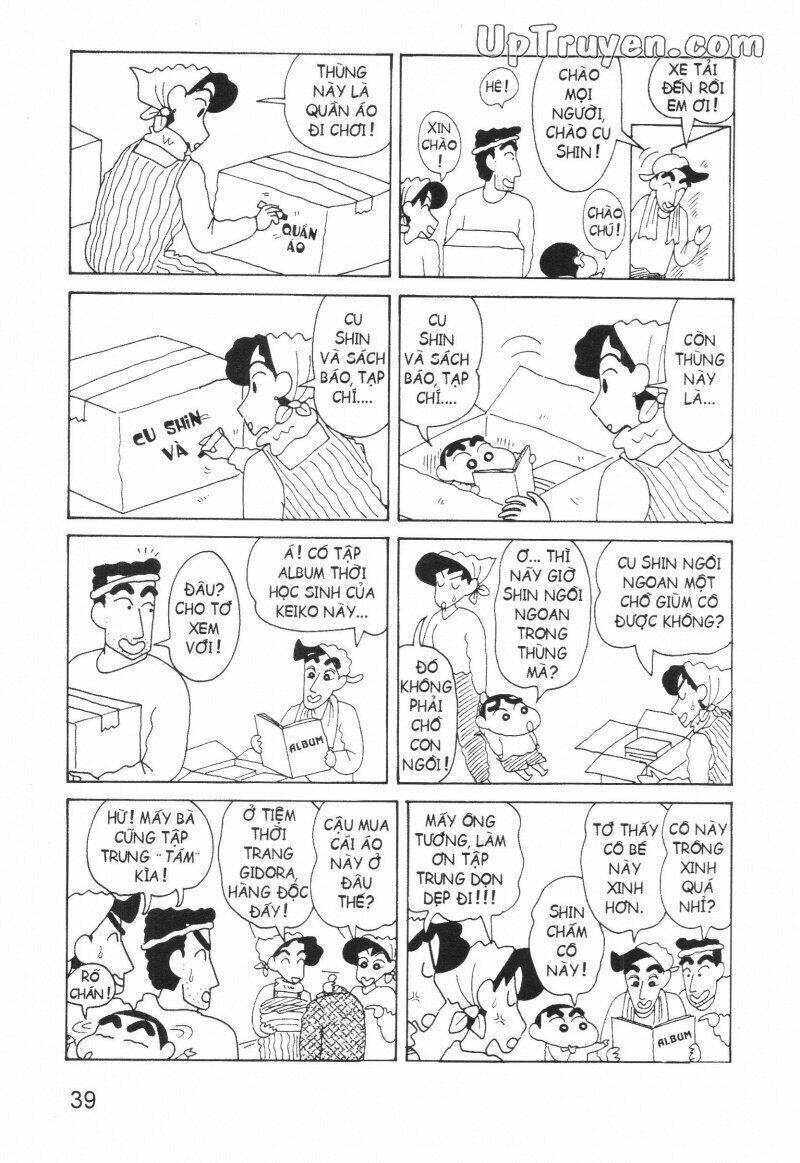 UpTruyen.com
XE TẢI
ĐẾN RỒI
EM ƠI!
CHÀO
MỌI
NGƯỜI,
CHÀO CU
SHIN!
CHÀO
CHÚ!
HÊ!
XIN
CHÀO
!
THÙNG
NÀY LÀ
QUẦN ÁO
ĐI CHƠI!
QUẦN
ÁO
CÒN
THÙNG
NÀY
LÀ...
CU
SHIN
VÀ SÁCH
BÁO, TẠP
CHÍ....
CU
SHIN
VÀ SÁCH
BÁO, TẠP
CHÍ....
CU SHIN
VÀ
CU SHIN NGỒI
NGOAN MỘT
CHỖ GIÙM CÔ
ĐƯỢC KHÔNG?
Ơ... THÌ
NÃY GIỜ
SHIN NGỒI
NGOAN
TRONG
THÙNG
MÀ?
ĐÓ
KHÔNG
PHẢI
CHỖ
CON
NGỒI!
Á! CÓ TẬP
ALBUM THỜI
HỌC SINH CỦA
KEIKO NÀY...
ALBUM
ĐÂU?
CHO TỚ
XEM
VỚI!
CÔ NÀY
TRÔNG
XINH
QUÁ
NHỈ?
TỚ THẤY
CÔ BÉ
NÀY
XINH
HƠN.
SHIN
CHẤM
CÔ
NÀY!
MẤY ÔNG
TƯỚNG, LÀM
ƠN TẬP
TRUNG DỌN
DẸP ĐI!!!
ALBUM
CẬU MUA
CÁI ÁO
NÀY Ở
ĐÂU
THẾ?
Ở TIỆM
THỜI
TRANG
GIDORA,
HÀNG ĐỘC
ĐẤY!
HỪ! MẤY BÀ
CŨNG TẬP
TRUNG "TÁM"
KÌA!
RÕ
CHÁN!
39